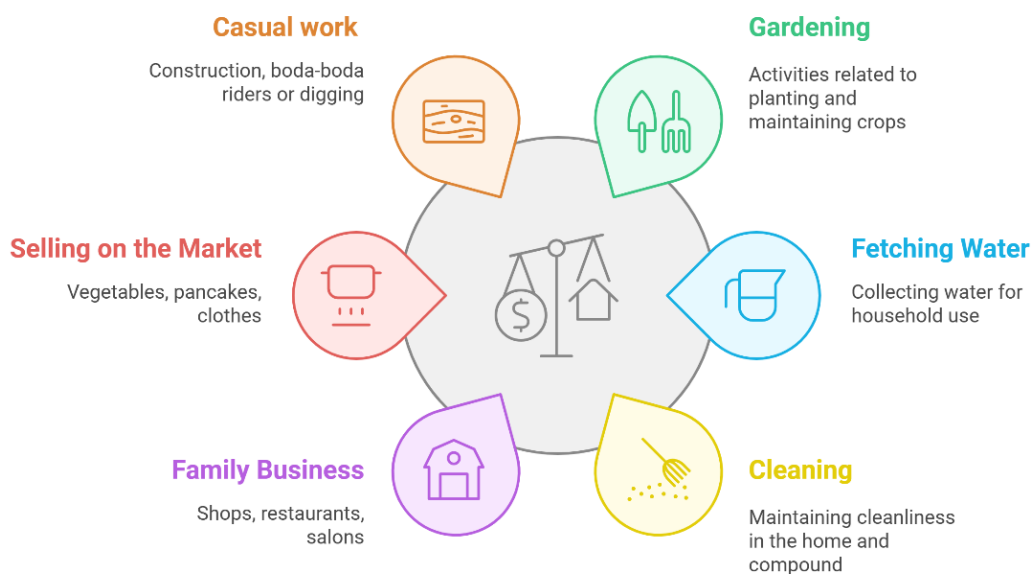 Casual work
Construction, boda-boda
riders or digging
Gardening
Activities related to
planting and
maintaining crops
Selling on the Market
Vegetables, pancakes,
clothes
$
Fetching Water
Collecting water for
household use
Family Business
Shops, restaurants,
salons
Cleaning
Maintaining cleanliness
in the home and
compound